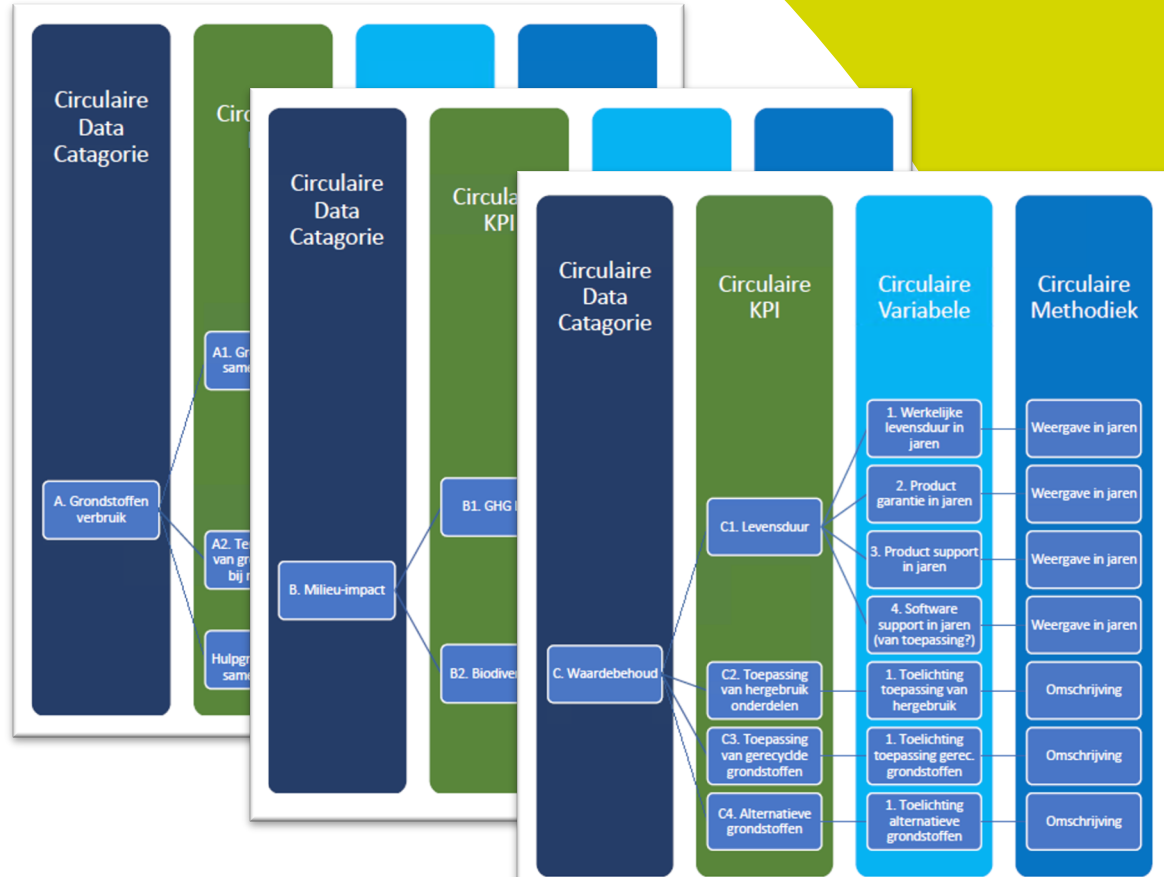 Circulaire
Data
Catagorie
A. Grondstoffen
verbruik
Circulaire
Data
Catagorie
KPI
B. Milieu-impact
B1. GHG
Circulaire
Data
Catagorie
C. Waardebehoud
Circulaire
KPI
C1. Levensduur
C2. Toepassing
van hergebruik
onderdelen
C3. Toepassing
van gerecyclde
grondstoffen
C4. Alternatieve
grondstoffen
Circulaire
Variabele
1. Werkelijke
levensduur in
jaren
2. Product
garantie in jaren
3. Product support
in jaren
4. Software
support in jaren
(van toepassing?)
1. Toelichting
toepassing van
hergebruik
1. Toelichting
toepassing gerec.
grondstoffen
1. Toelichting
alternatieve
grondstoffen
Circulaire
Methodiek
Weergave in jaren
Weergave in jaren
Weergave in jaren
Weergave in jaren
Omschrijving
Omschrijving
Omschrijving